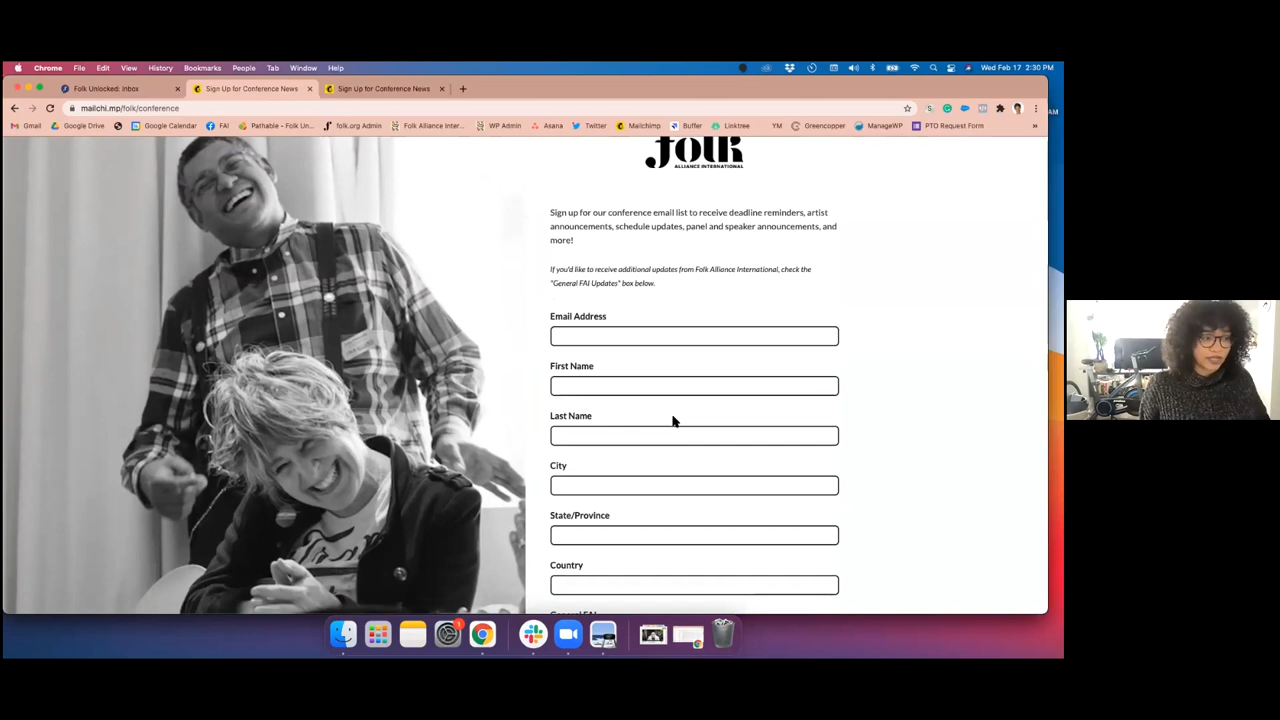 Chrome File Edit View History Bookmarks People Tab Window Help Wed Feb 17 2:30 PM
Folk Unlocked: Inbox Sign Up for Conference News Sign Up for Conference News
mailchi.mp/folk/conference
Gmail Google Drive Google Calendar FAI Pathable - Folk Un... folk.org Admin Folk Alliance Inter... WP Admin Asana Twitter Mailchimp Buffer Linktree YM Greencopper ManageWP PTO Request Form
AM
folk
ALLIANCE INTERNATIONAL
Sign up for our conference email list to receive deadline reminders, artist
announcements, schedule updates, panel and speaker announcements, and
more!
If you'd like to receive additional updates from Folk Alliance International, check the
"General FAI Updates" box below.
Email Address
First Name
Last Name
City
State/Province
Country
General FAI
1